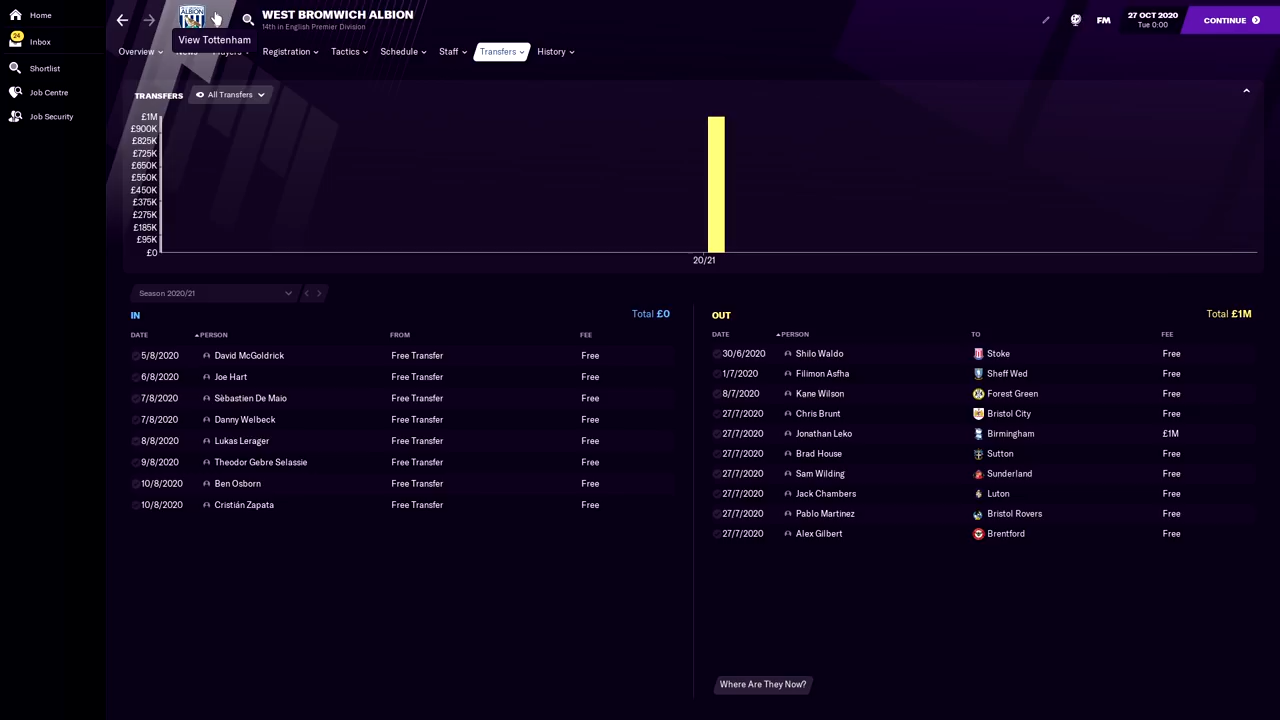 Home
24
Inbox
Shortlist
Job Centre
Job Security
ALBION
WEST BROMWICH ALBION
14th in English Premier Division
View Tottenham
FM
27 OCT 2020
Tue 0:00
CONTINUE
Overview News Players Registration Tactics Schedule Staff Transfers History
TRANSFERS All Transfers
£1M
£900K
£825K
£725K
£650K
£550K
£450K
£375K
£275K
£185K
£95K
£0
20/21
Season 2020/21
IN Total £0
DATE PERSON FROM FEE
5/8/2020 David McGoldrick Free Transfer Free
6/8/2020 Joe Hart Free Transfer Free
7/8/2020 Sèbastien De Maio Free Transfer Free
7/8/2020 Danny Welbeck Free Transfer Free
8/8/2020 Lukas Lerager Free Transfer Free
9/8/2020 Theodor Gebre Selassie Free Transfer Free
10/8/2020 Ben Osborn Free Transfer Free
10/8/2020 Cristián Zapata Free Transfer Free
OUT Total £1M
DATE PERSON TO FEE
30/6/2020 Shilo Waldo Stoke Free
1/7/2020 Filimon Asfha Sheff Wed Free
8/7/2020 Kane Wilson Forest Green Free
27/7/2020 Chris Brunt Bristol City Free
27/7/2020 Jonathan Leko Birmingham £1M
27/7/2020 Brad House Sutton Free
27/7/2020 Sam Wilding Sunderland Free
27/7/2020 Jack Chambers Luton Free
27/7/2020 Pablo Martinez Bristol Rovers Free
27/7/2020 Alex Gilbert Brentford Free
Where Are They Now?